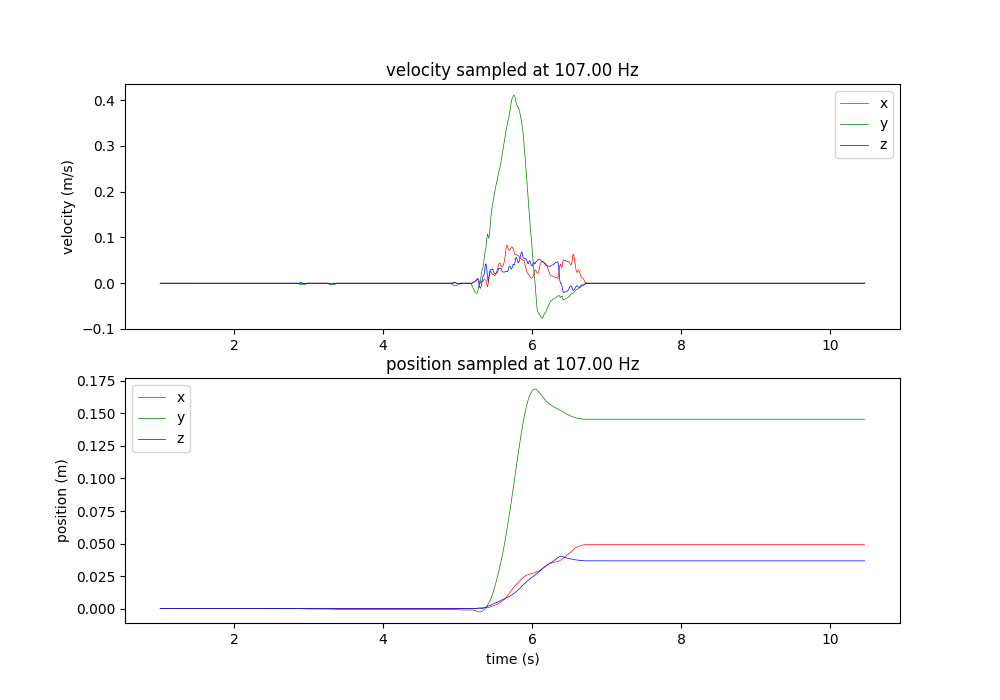 velocity sampled at 107.00 Hz
velocity (m/s)
0.4
0.3
0.2
0.1
0.0
−0.1
x
y
z
2 4 6 8 10
position sampled at 107.00 Hz
position (m)
0.175
0.150
0.125
0.100
0.075
0.050
0.025
0.000
x
y
z
2 4 6 8 10
time (s)